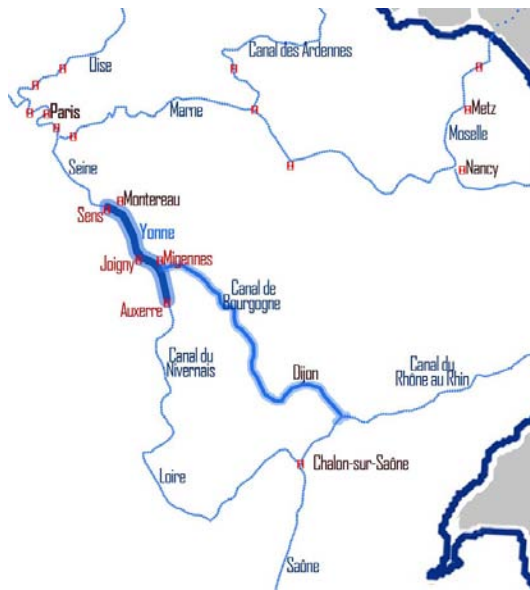 Oise
Canal des Ardennes
Paris
Marne
Metz
Moselle
Seine
Nancy
Montereau
Sens
Yonne
Joigny
Migennes
Canal de
Bourgogne
Auxerre
Canal du
Nivernais
Dijon
Canal du
Rhône au Rhin
Loire
Chalon-sur-Saône
Saône